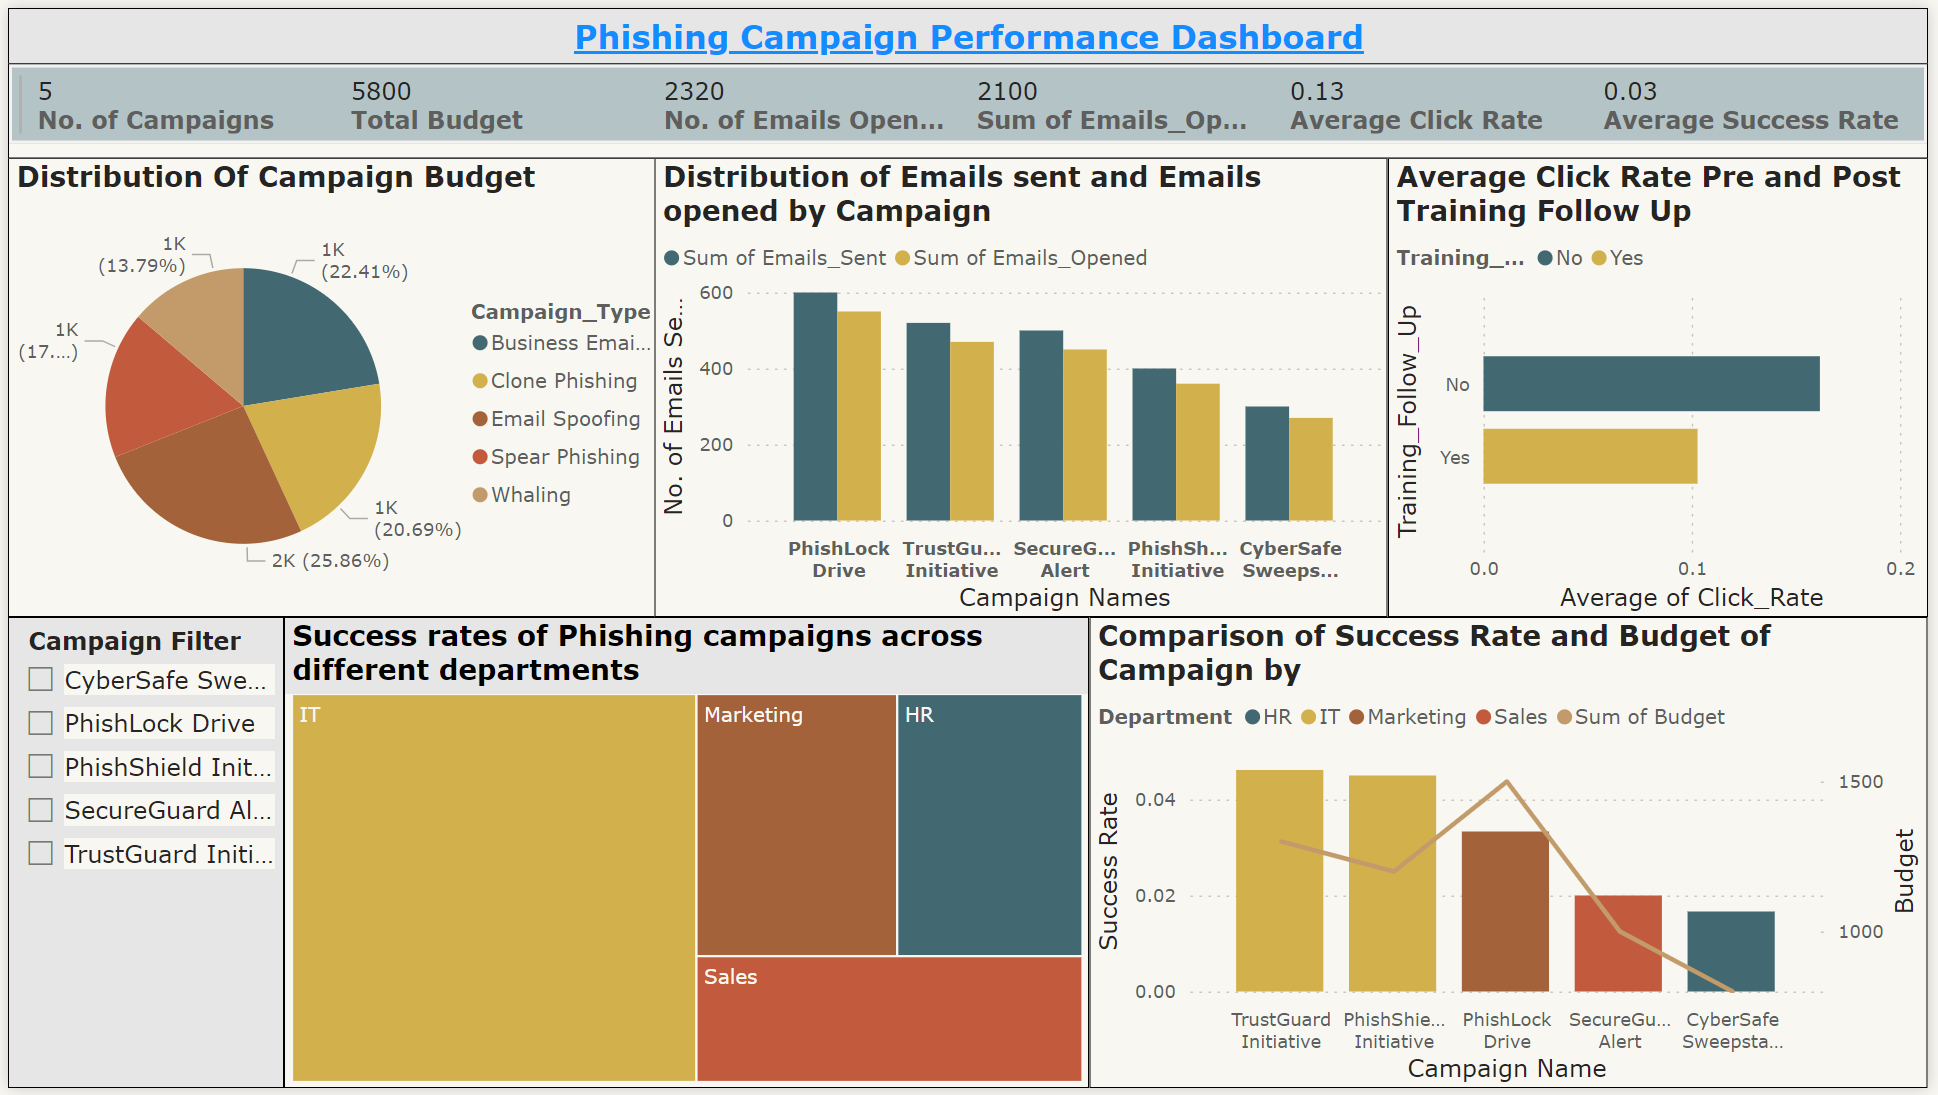 Phishing Campaign Performance Dashboard
5
No. of Campaigns
5800
Total Budget
2320
No. of Emails Open...
2100
Sum of Emails_Op...
0.13
Average Click Rate
0.03
Average Success Rate
Distribution Of Campaign Budget
1K
(22.41%)
1K
(20.69%)
2K (25.86%)
1K
(17....)
1K
(13.79%)
Campaign_Type
Business Emai...
Clone Phishing
Email Spoofing
Spear Phishing
Whaling
Distribution of Emails sent and Emails
opened by Campaign
Sum of Emails_Sent Sum of Emails_Opened
No. of Emails Se...
600
400
200
0
PhishLock
Drive
TrustGu...
Initiative
SecureG...
Alert
PhishSh...
Initiative
CyberSafe
Sweeps...
Campaign Names
Average Click Rate Pre and Post
Training Follow Up
Training_... No Yes
Training_Follow_Up
No
Yes
0.0 0.1 0.2
Average of Click_Rate
Campaign Filter
CyberSafe Swe...
PhishLock Drive
PhishShield Init...
SecureGuard Al...
TrustGuard Initi...
Success rates of Phishing campaigns across
different departments
IT
Marketing
HR
Sales
Comparison of Success Rate and Budget of
Campaign by
Department HR IT Marketing Sales Sum of Budget
Success Rate
0.04
0.02
0.00
1500
1000
Budget
TrustGuard
Initiative
PhishShie...
Initiative
PhishLock
Drive
SecureGu...
Alert
CyberSafe
Sweepsta...
Campaign Name